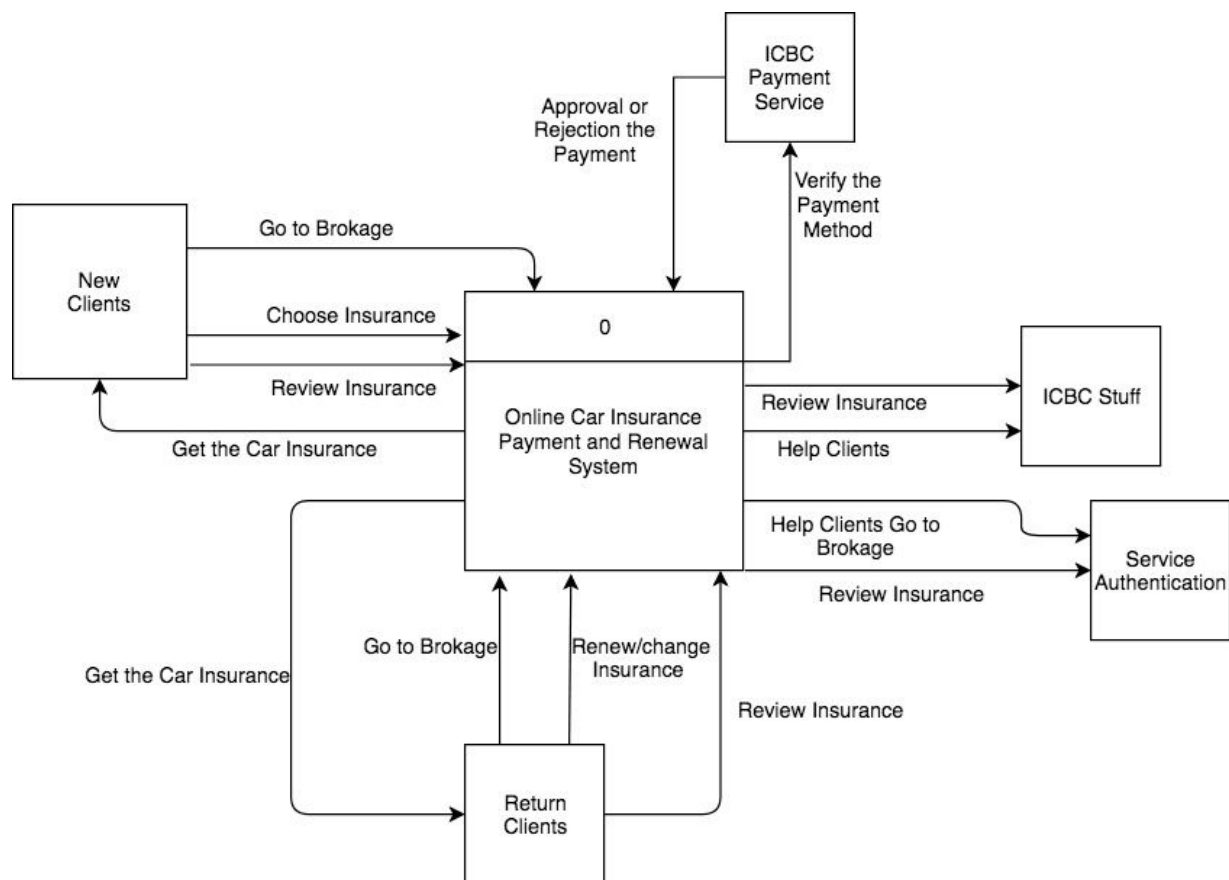 ICBC
Payment
Service
Approval or
Rejection the
Payment
Verify the
Payment
Method
Go to Brokage
New
Clients
Choose Insurance
0
Review Insurance
Review Insurance
ICBC Stuff
Online Car Insurance
Payment and Renewal
System
Get the Car Insurance
Help Clients
Help Clients Go to
Brokage
Service
Authentication
Review Insurance
Go to Brokage
Renew/change
Insurance
Get the Car Insurance
Review Insurance
Return
Clients